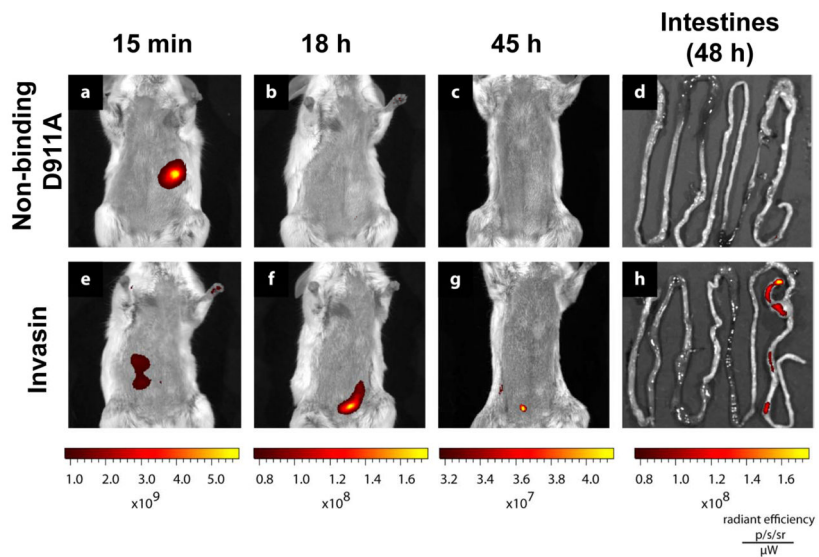 15 min
18 h
45 h
Intestines
(48 h)
Non-binding
D911A
a
b
c
d
Invasin
e
f
g
h
1.0 2.0 3.0 4.0 5.0
x10⁹
0.8 1.0 1.2 1.4 1.6
x10⁸
3.2 3.4 3.6 3.8 4.0
x10⁷
0.8 1.0 1.2 1.4 1.6
x10⁸
radiant efficiency
p/s/sr
µW